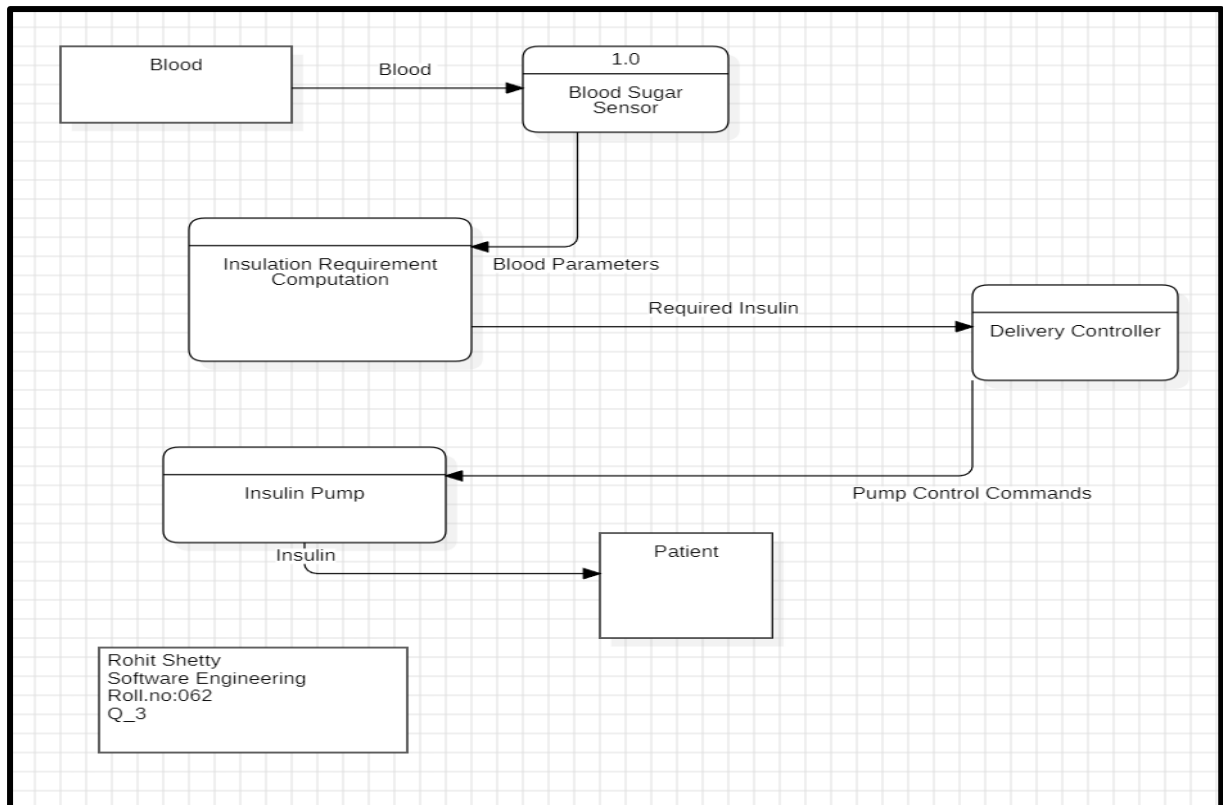 Blood
Blood
1.0
Blood Sugar
Sensor
Insulation Requirement
Computation
Blood Parameters
Required Insulin
Delivery Controller
Insulin Pump
Pump Control Commands
Insulin
Patient
Rohit Shetty
Software Engineering
Roll.no:062
Q_3